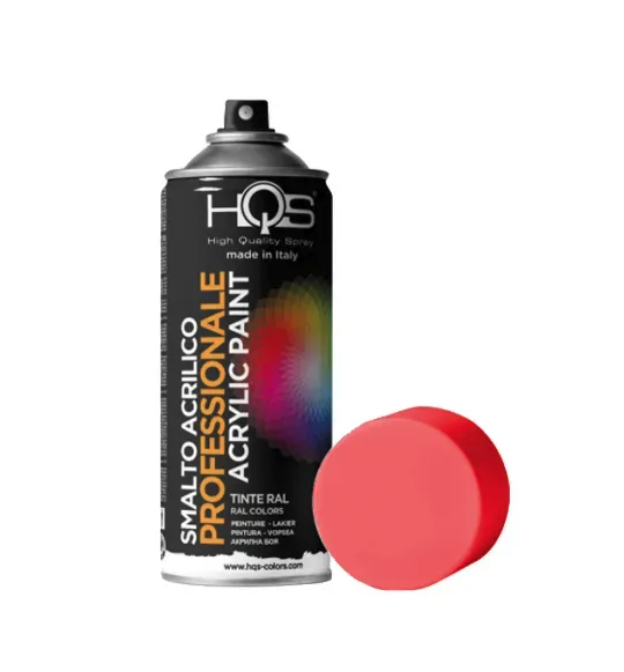 HQS®
High Quality Spray
made in Italy
SMALTO ACRILICO
PROFESSIONALE
ACRYLIC PAINT
TINTE RAL
RAL COLORS
PEINTURE - LAKIER
PINTURA - VOPSEA
АКРИЛНА БОЯ
www.hqs-colors.com